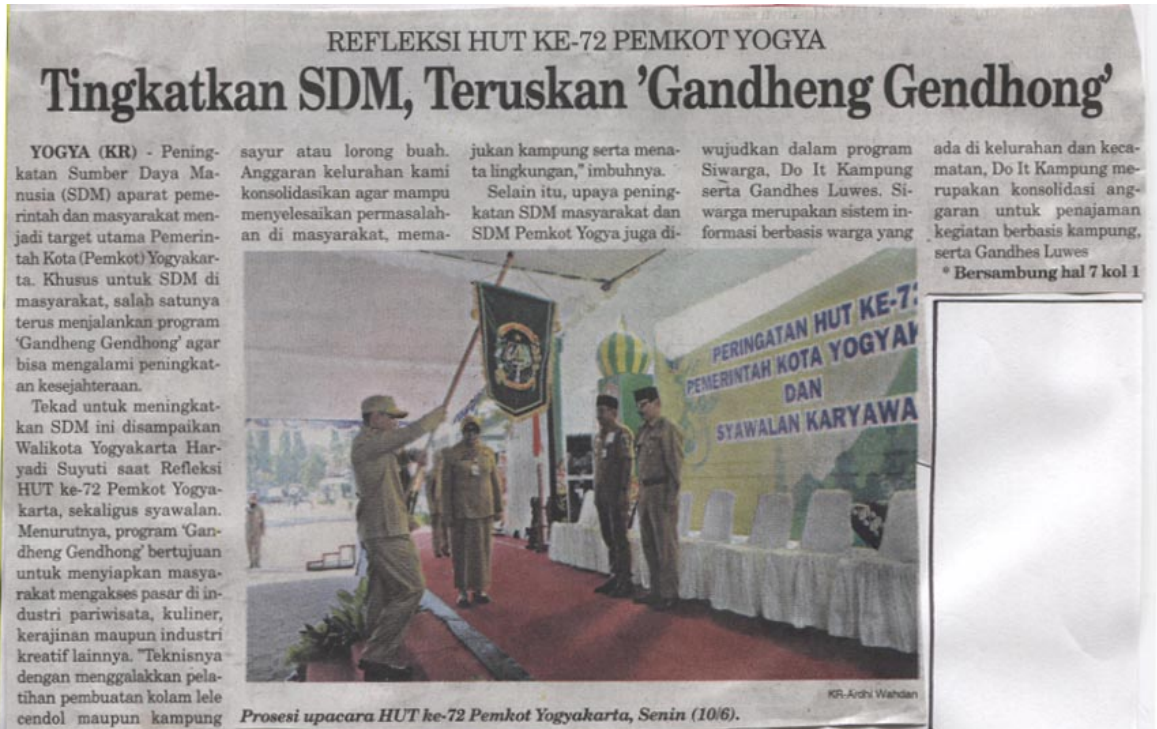 REFLEKSI HUT KE-72 PEMKOT YOGYA
Tingkatkan SDM, Teruskan 'Gandheng Gendhong'
YOGYA (KR) - Pening-
katan Sumber Daya Ma-
nusia (SDM) aparat peme-
rintah dan masyarakat men-
jadi target utama Pemerin-
tah Kota (Pemkot) Yogyakar-
ta. Khusus untuk SDM di
masyarakat, salah satunya
terus menjalankan program
'Gandheng Gendhong' agar
bisa mengalami peningkat-
an kesejahteraan.
Tekad untuk meningkat-
kan SDM ini disampaikan
Walikota Yogyakarta Har-
yadi Suyuti saat Refleksi
HUT ke-72 Pemkot Yogya-
karta, sekaligus syawalan.
Menurutnya, program 'Gan-
dheng Gendhong' bertujuan
untuk menyiapkan masya-
rakat mengakses pasar di in-
dustri pariwisata, kuliner,
kerajinan maupun industri
kreatif lainnya. "Teknisnya
dengan menggalakkan pela-
tihan pembuatan kolam lele
cendol maupun kampung
sayur atau lorong buah.
Anggaran kelurahan kami
konsolidasikan agar mampu
menyelesaikan permasalah-
an di masyarakat, mema-
jukan kampung serta mena-
ta lingkungan," imbuhnya.
Selain itu, upaya pening-
katan SDM masyarakat dan
SDM Pemkot Yogya juga di-
wujudkan dalam program
Siwarga, Do It Kampung
serta Gandhes Luwes. Si-
warga merupakan sistem in-
formasi berbasis warga yang
ada di kelurahan dan keca-
matan, Do It Kampung me-
rupakan konsolidasi ang-
garan untuk penajaman
kegiatan berbasis kampung,
serta Gandhes Luwes
* Bersambung hal 7 kol 1
PERINGATAN HUT KE-72
PEMERINTAH KOTA YOGYAK
DAN
SYAWALAN KARYAWA
KR-Ardhi Wahdan
Prosesi upacara HUT ke-72 Pemkot Yogyakarta, Senin (10/6).